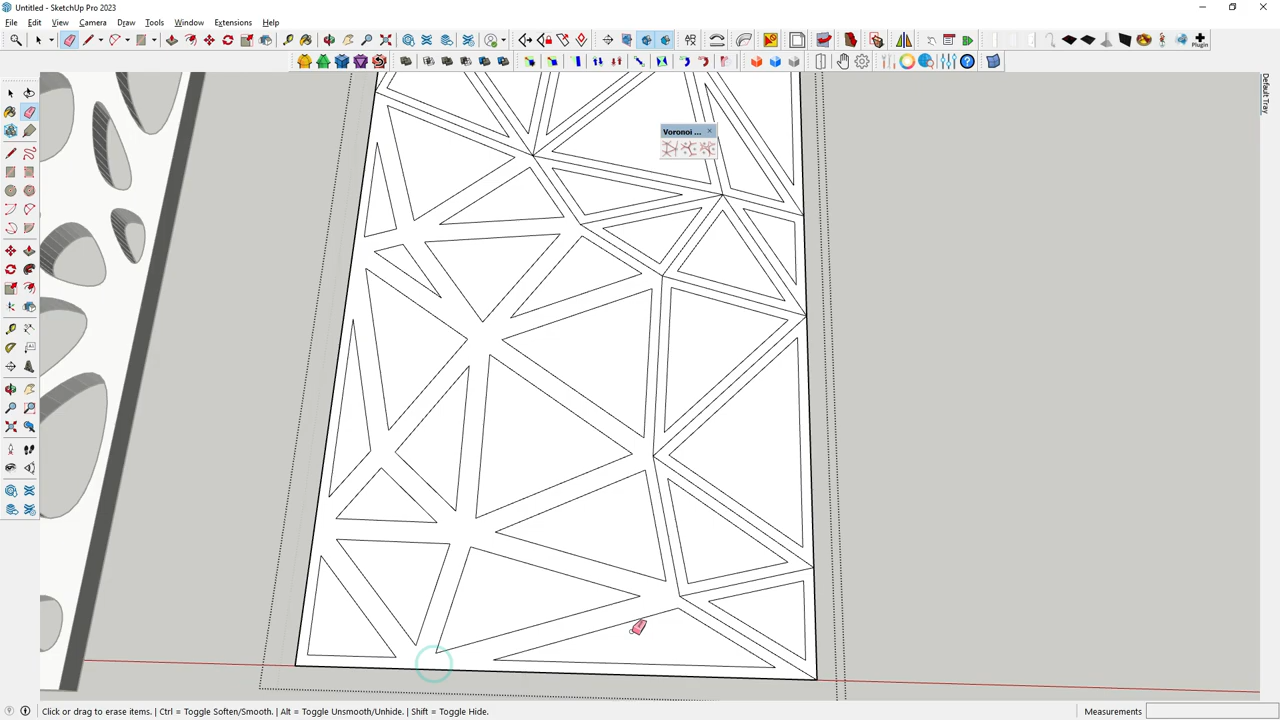 Untitled - SketchUp Pro 2023
File Edit View Camera Draw Tools Window Extensions Help
Plugin
Voronoi ...
Default Tray
Click or drag to erase items. | Ctrl = Toggle Soften/Smooth. | Alt = Toggle Unsmooth/Unhide. | Shift = Toggle Hide.
Measurements